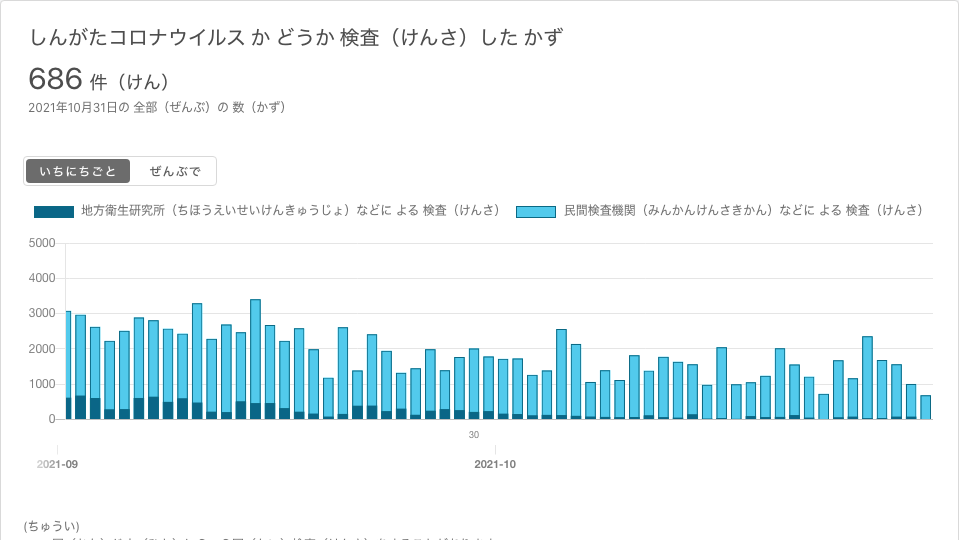 しんがたコロナウイルス か どうか 検査（けんさ）した かず
686 件（けん）
2021年10月31日の 全部（ぜんぶ）の 数（かず）
いちにちごと ぜんぶで
地方衛生研究所（ちほうえいせいけんきゅうじょ）などに よる 検査（けんさ） 民間検査機関（みんかんけんさきかん）などに よる 検査（けんさ）
5000
4000
3000
2000
1000
0
30
2021-09 2021-10
(ちゅうい)